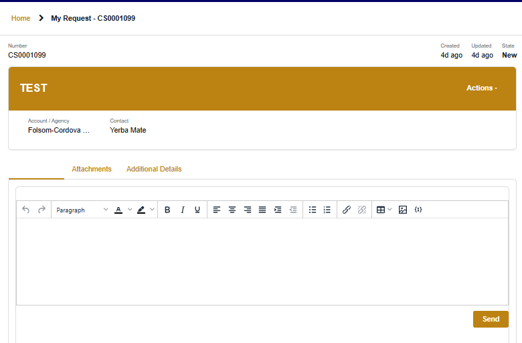 Home > My Request - CS0001099
Number Created Updated State
CS0001099 4d ago 4d ago New
TEST Actions -
Account / Agency Contact
Folsom-Cordova ... Yerba Mate
Attachments Additional Details
Paragraph A B I U {;}
Send